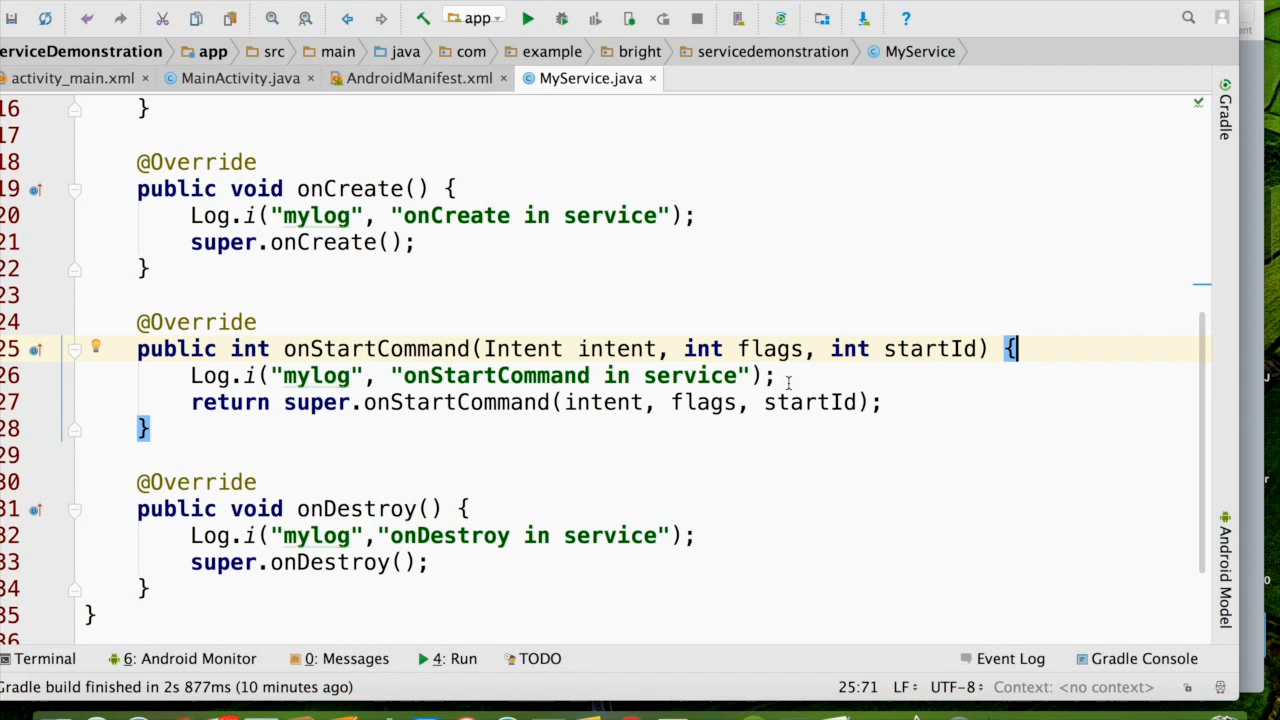 app
erviceDemonstration app src main java com example bright servicedemonstration MyService
activity_main.xml MainActivity.java AndroidManifest.xml MyService.java
16 }
17
18 @Override
19 public void onCreate() {
20 Log.i("mylog", "onCreate in service");
21 super.onCreate();
22 }
23
24 @Override
25 public int onStartCommand(Intent intent, int flags, int startId) {
26 Log.i("mylog", "onStartCommand in service");
27 return super.onStartCommand(intent, flags, startId);
28 }
29
30 @Override
31 public void onDestroy() {
32 Log.i("mylog","onDestroy in service");
33 super.onDestroy();
34 }
35 }
36
Gradle
Android Model
Terminal 6: Android Monitor 0: Messages 4: Run TODO Event Log Gradle Console
Gradle build finished in 2s 877ms (10 minutes ago) 25:71 LF÷ UTF-8÷ Context: <no context>